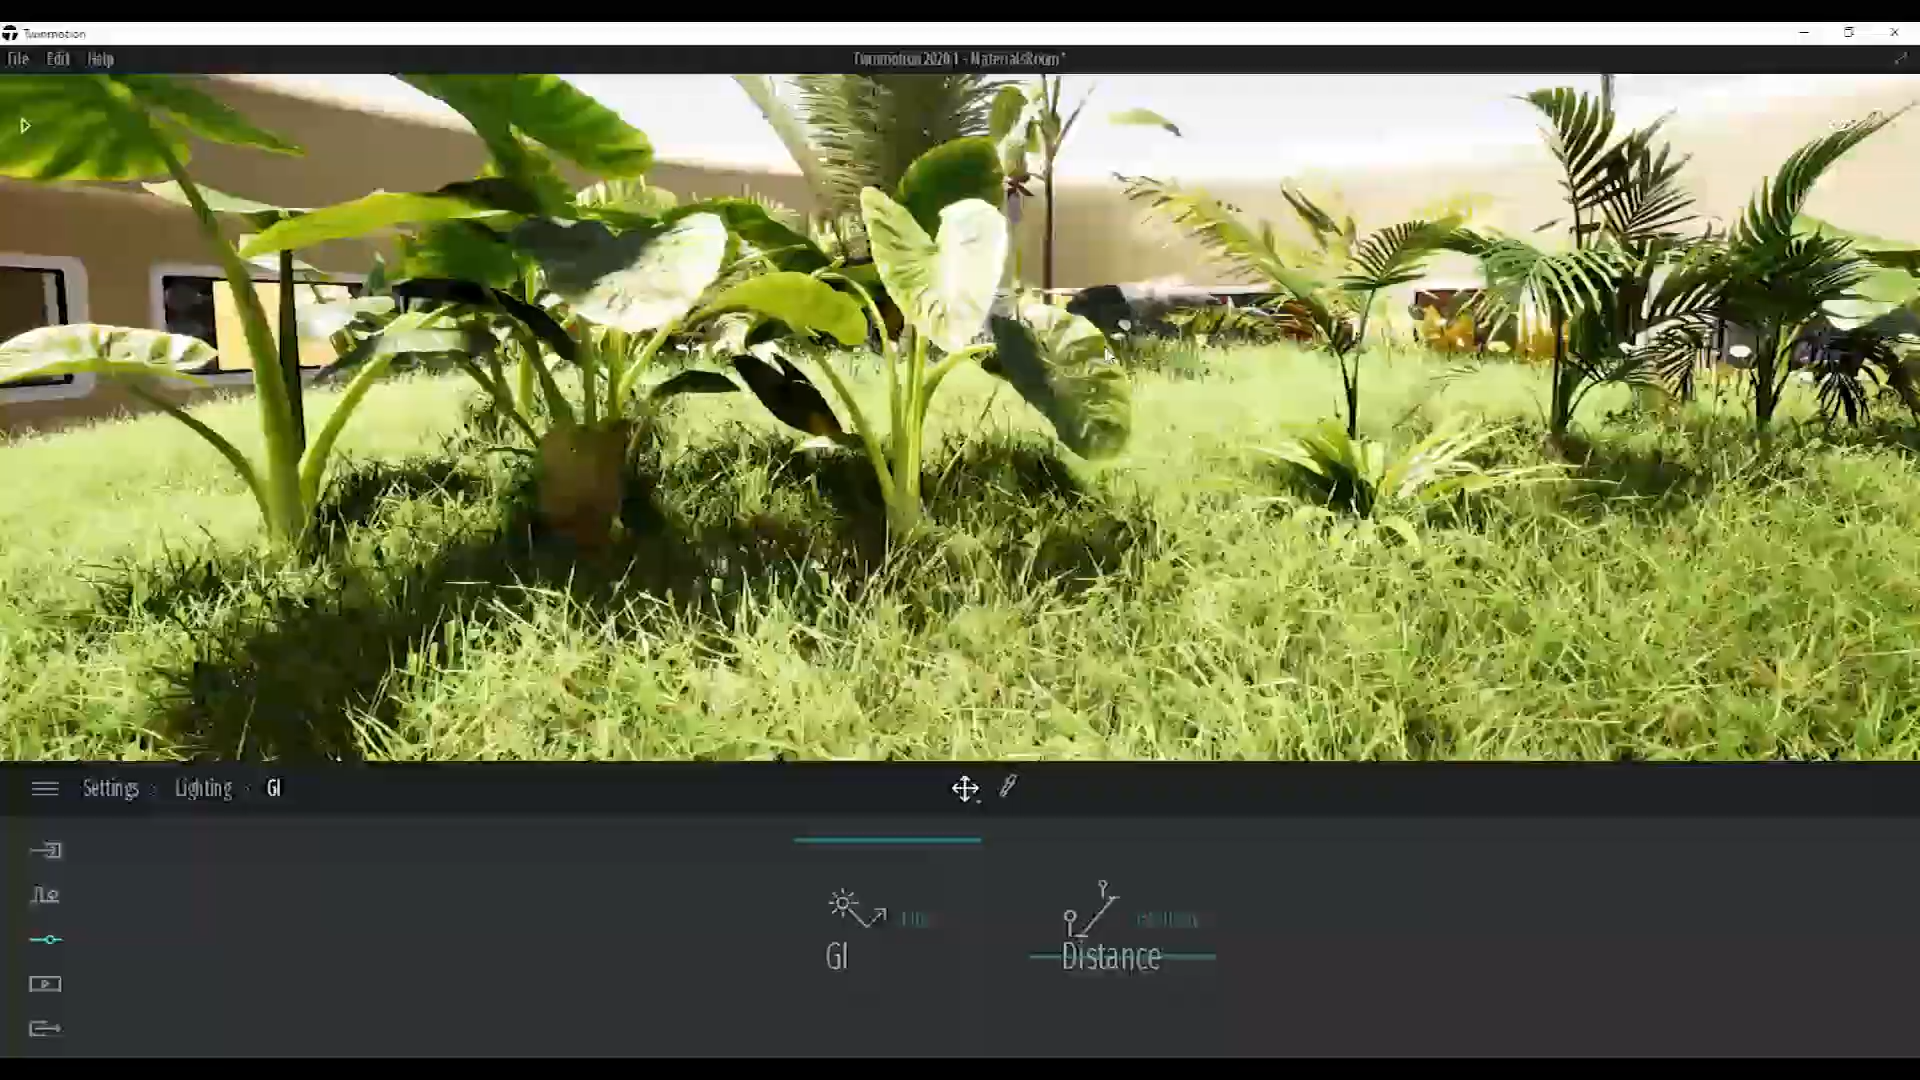 Twinmotion
File Edit Help
Twinmotion 2020.1 - MaterialsRoom*
Settings Lighting GI
GI
Distance